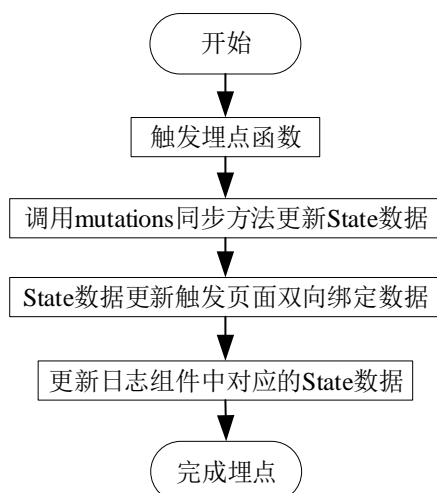 开始
触发埋点函数
调用mutations同步方法更新State数据
State数据更新触发页面双向绑定数据
更新日志组件中对应的State数据
完成埋点